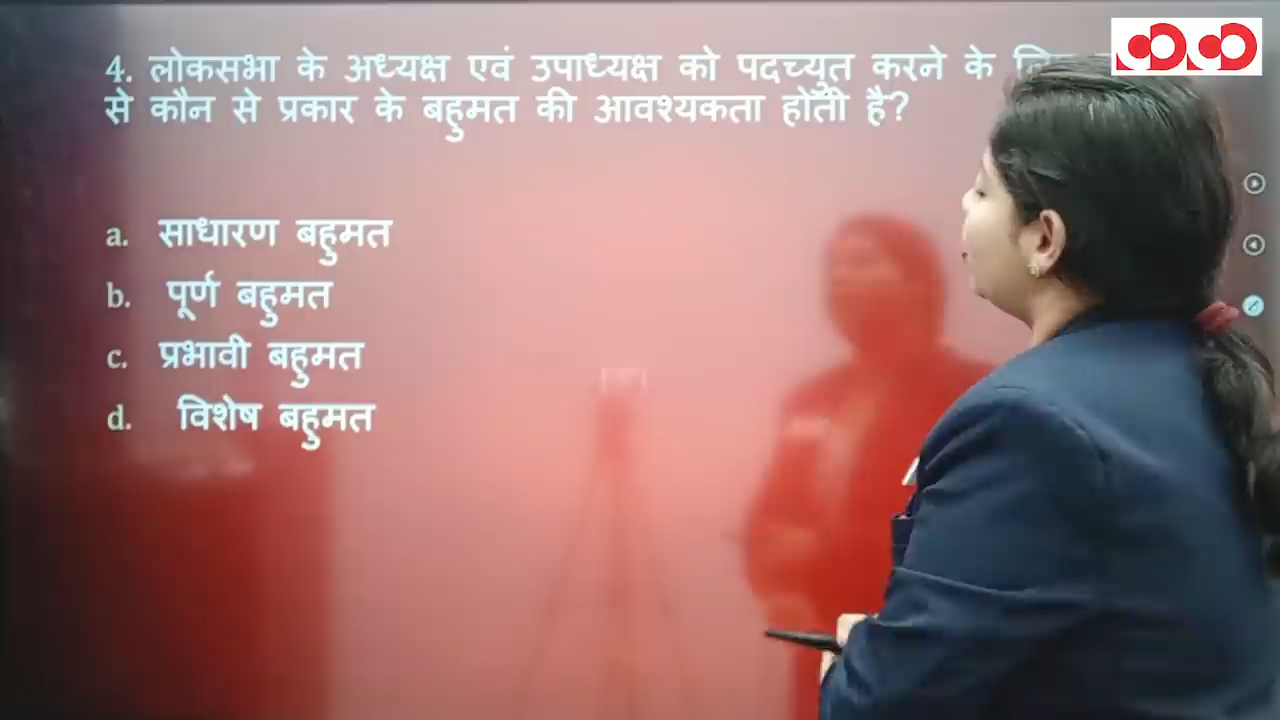 4. लोकसभा के अध्यक्ष एवं उपाध्यक्ष को पदच्युत करने के
से कौन से प्रकार के बहुमत की आवश्यकता होती है?
a. साधारण बहुमत
b. पूर्ण बहुमत
c. प्रभावी बहुमत
d. विशेष बहुमत